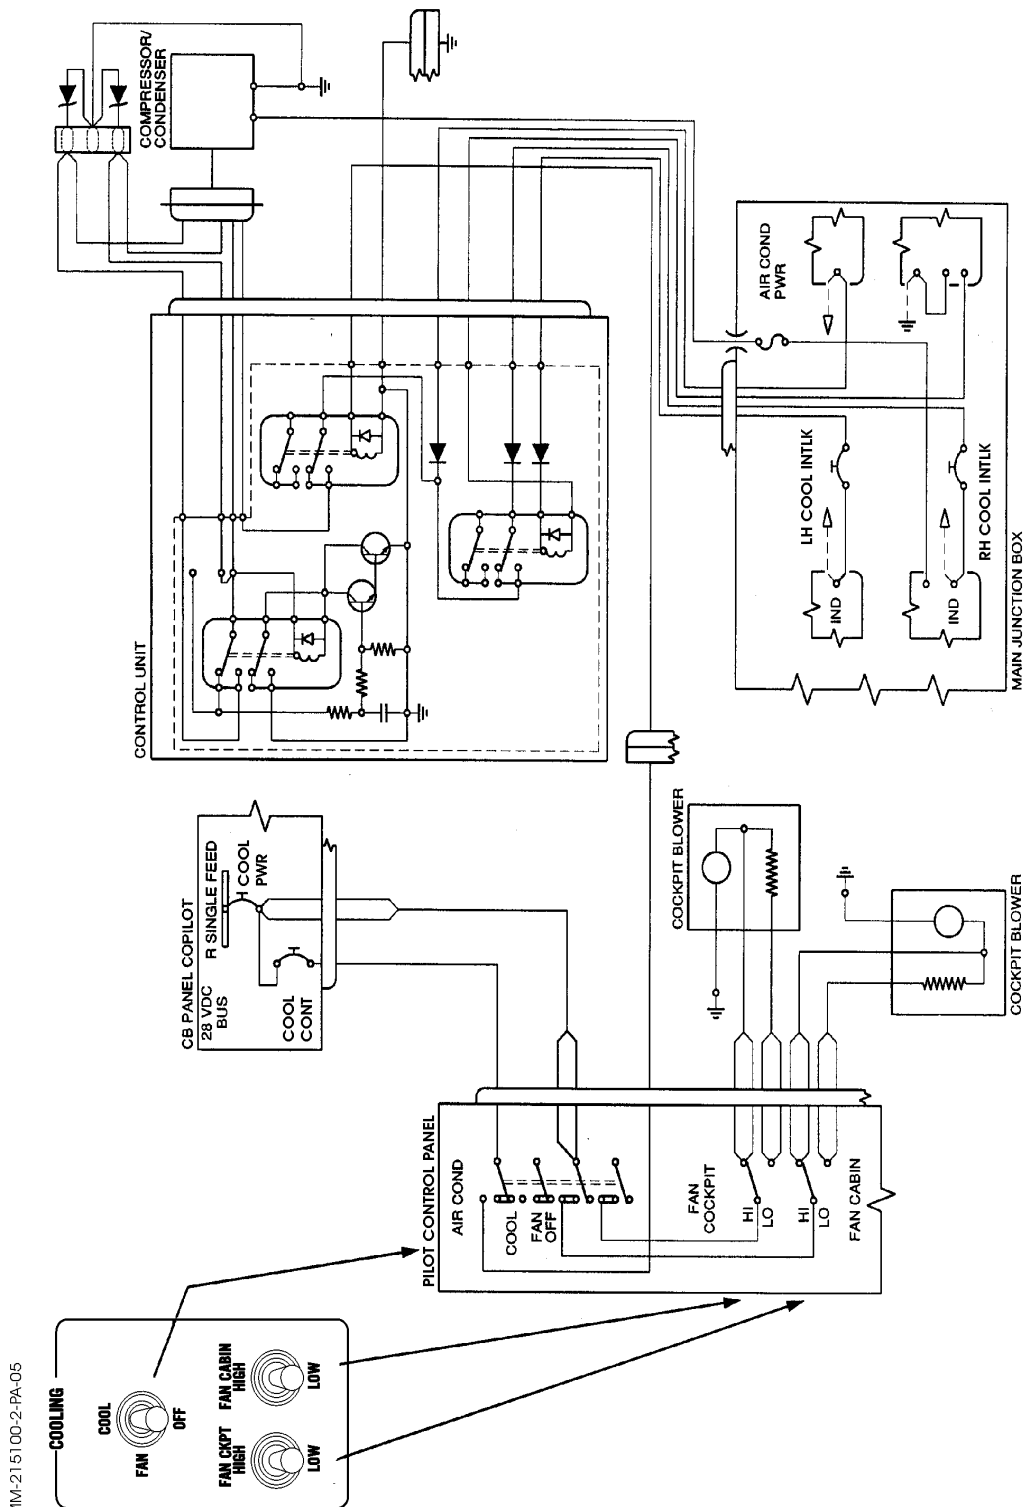 MM-215100-2-PA-05
COOLING
COOL
FAN
OFF
FAN CKPT
HIGH
LOW
FAN CABIN
HIGH
LOW
PILOT CONTROL PANEL
AIR COND
COOL
FAN
OFF
FAN
COCKPIT
HI
LO
HI
LO
FAN CABIN
CB PANEL COPILOT
28 VDC
BUS
R SINGLE FEED
COOL
PWR
COOL
CONT
COCKPIT BLOWER
COCKPIT BLOWER
CONTROL UNIT
COMPRESSOR/
CONDENSER
MAIN JUNCTION BOX
AIR COND
PWR
LH COOL INTLK
IND
RH COOL INTLK
IND